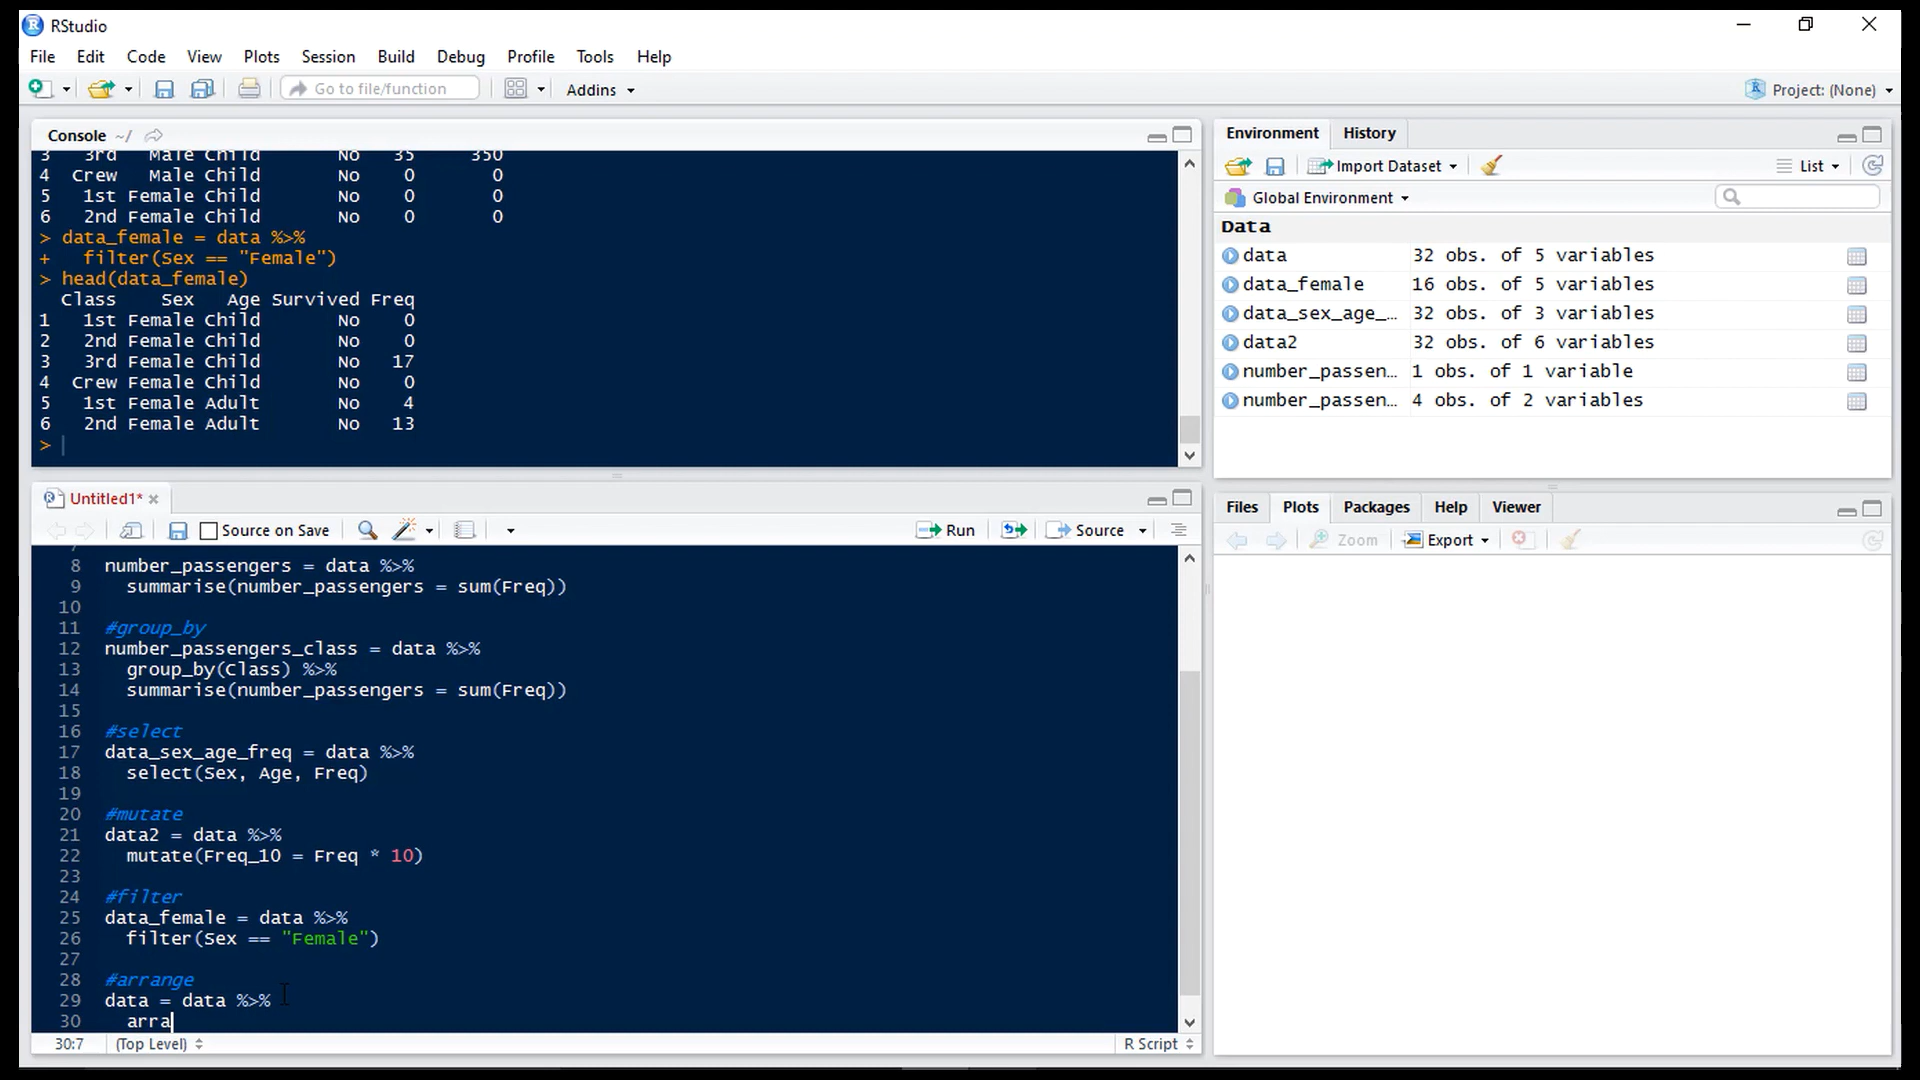 RStudio
File Edit Code View Plots Session Build Debug Profile Tools Help
Go to file/function Addins Project: (None)
Console ~/
3 3rd Male Child No 35 350
4 Crew Male Child No 0 0
5 1st Female Child No 0 0
6 2nd Female Child No 0 0
> data_female = data %>%
+ filter(Sex == "Female")
> head(data_female)
Class Sex Age Survived Freq
1 1st Female Child No 0
2 2nd Female Child No 0
3 3rd Female Child No 17
4 Crew Female Child No 0
5 1st Female Adult No 4
6 2nd Female Adult No 13
>
Untitled1*
Source on Save Run Source
8 number_passengers = data %>%
9 summarise(number_passengers = sum(Freq))
10
11 #group_by
12 number_passengers_class = data %>%
13 group_by(Class) %>%
14 summarise(number_passengers = sum(Freq))
15
16 #select
17 data_sex_age_freq = data %>%
18 select(Sex, Age, Freq)
19
20 #mutate
21 data2 = data %>%
22 mutate(Freq_10 = Freq * 10)
23
24 #filter
25 data_female = data %>%
26 filter(Sex == "Female")
27
28 #arrange
29 data = data %>%
30 arra
30:7 (Top Level) R Script
Environment History
Import Dataset List
Global Environment
Data
data 32 obs. of 5 variables
data_female 16 obs. of 5 variables
data_sex_age_… 32 obs. of 3 variables
data2 32 obs. of 6 variables
number_passen… 1 obs. of 1 variable
number_passen… 4 obs. of 2 variables
Files Plots Packages Help Viewer
Zoom Export